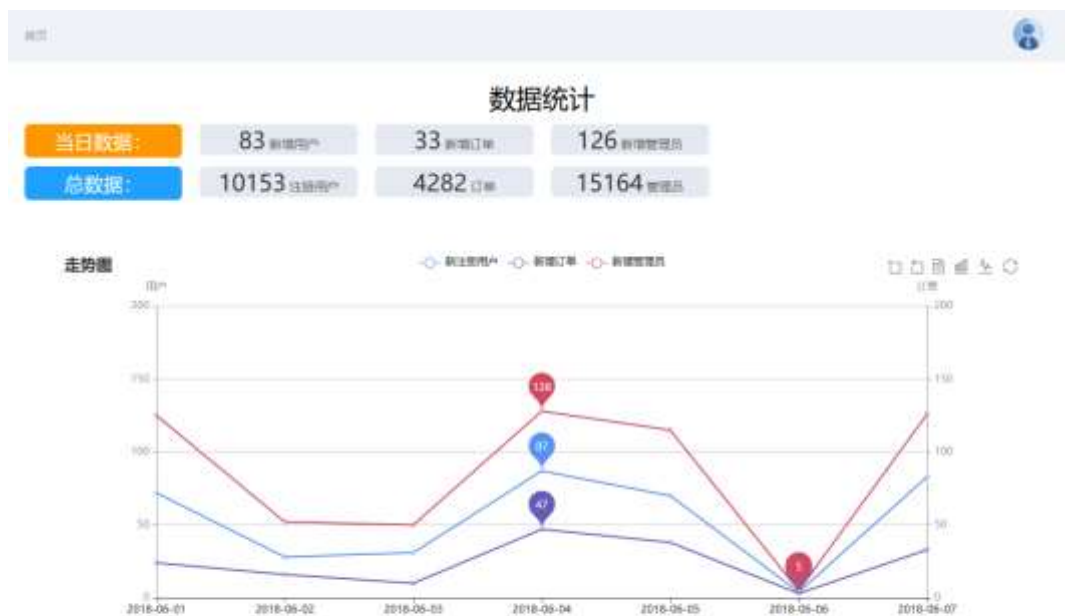 首页
数据统计
当日数据： 83 新增用户 33 新增订单 126 新增管理员
总数据： 10153 注册用户 4282 订单 15164 管理员
走势图 新注册用户 新增订单 新增管理员
用户 订单
200 200
150 150
128
100 100
87
50 50
47
5
0 0
2018-06-01 2018-06-02 2018-06-03 2018-06-04 2018-06-05 2018-06-06 2018-06-07